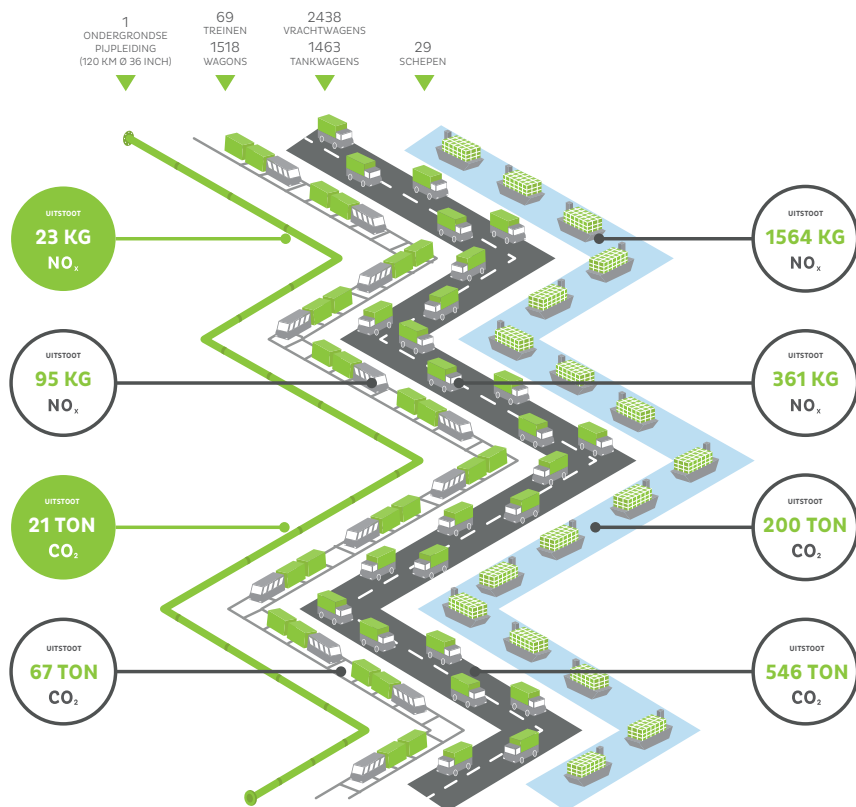 1
ONDERGRONDSE
PIJPLEIDING
(120 KM Ø 36 INCH)
69
TREINEN
1518
WAGONS
2438
VRACHTWAGENS
1463
TANKWAGENS
29
SCHEPEN
UITSTOOT
23 KG
NOₓ
UITSTOOT
1564 KG
NOₓ
UITSTOOT
95 KG
NOₓ
UITSTOOT
361 KG
NOₓ
UITSTOOT
21 TON
CO₂
UITSTOOT
200 TON
CO₂
UITSTOOT
67 TON
CO₂
UITSTOOT
546 TON
CO₂